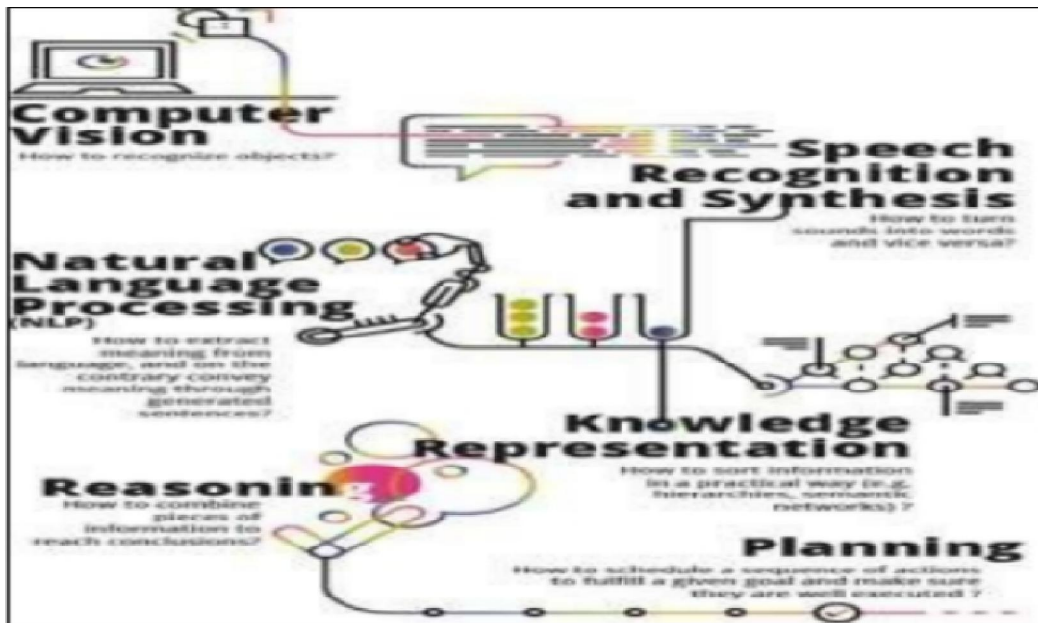 Computer
Vision
How to recognize objects?
Speech
Recognition
and Synthesis
How to turn
sounds into words
and vice versa?
Natural
Language
Processing
(NLP)
How to extract
meaning from
language, and on the
contrary convey
meaning through
generated
sentences?
Knowledge
Representation
How to sort information
in a practical way (e.g.
hierarchies, semantic
networks) ?
Reasoning
How to combine
pieces of
information to
reach conclusions?
Planning
How to schedule a sequence of actions
to fulfill a given goal and make sure
they are well executed ?